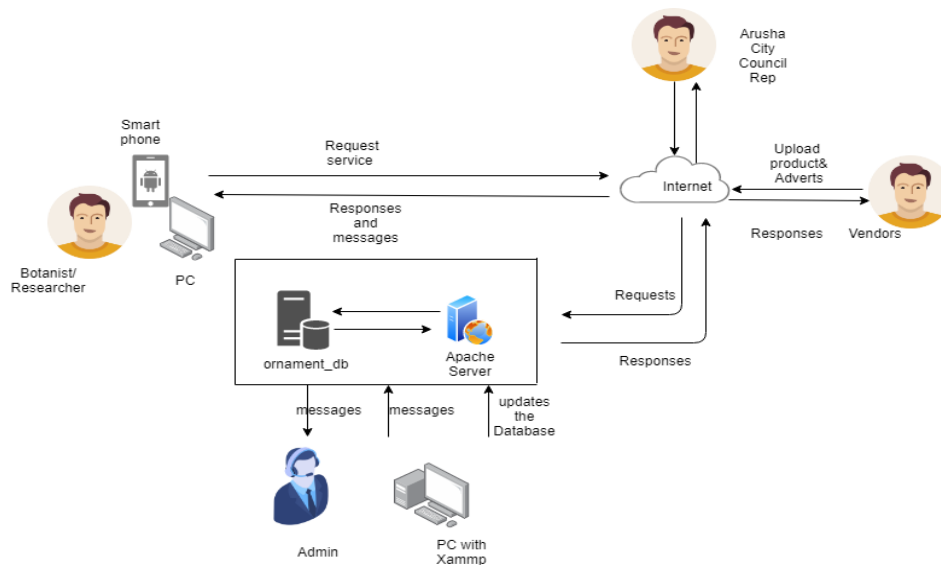 Arusha
City
Council
Rep
Smart
phone
Request
service
Upload
product&
Adverts
Internet
Responses
and
messages
Responses
Vendors
Botanist/
Researcher
PC
Requests
ornament_db
Apache
Server
Responses
messages
messages
updates
the
Database
Admin
PC with
Xammp